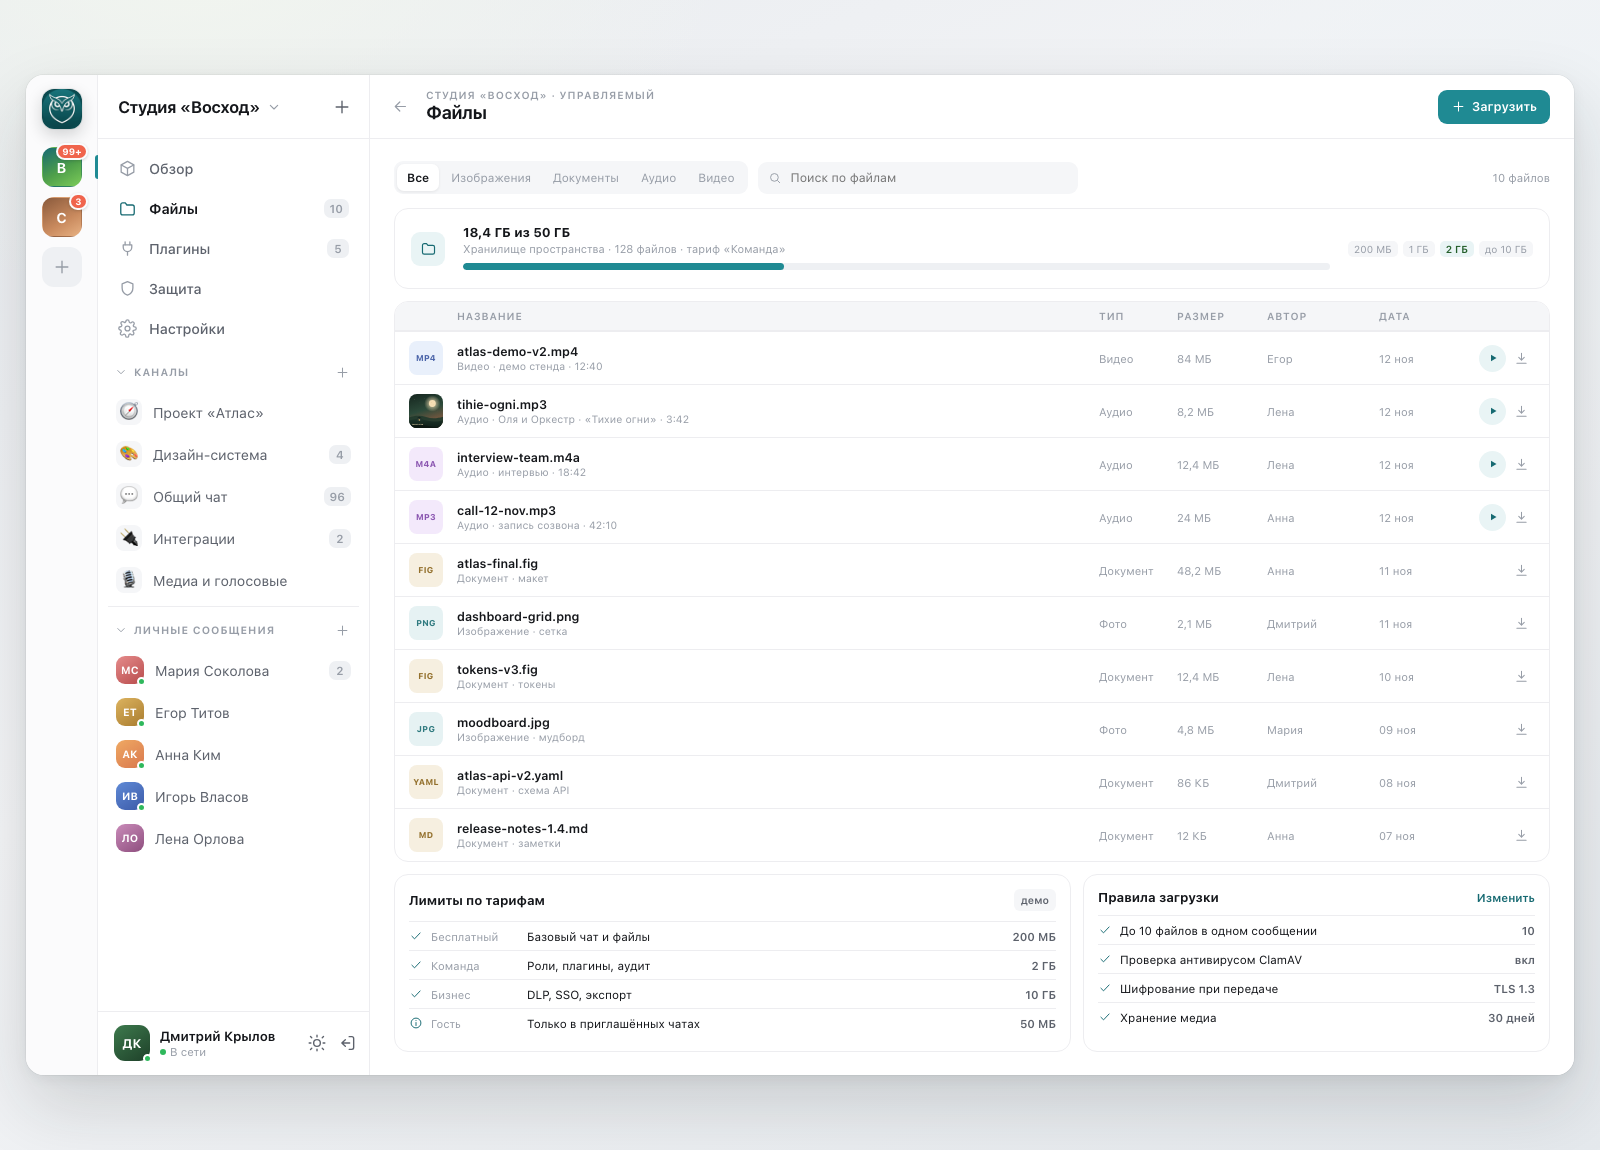 99+
В
3
С
Студия «Восход»
Обзор
Файлы 10
Плагины 5
Защита
Настройки
КАНАЛЫ
Проект «Атлас»
Дизайн-система 4
Общий чат 96
Интеграции 2
Медиа и голосовые
ЛИЧНЫЕ СООБЩЕНИЯ
МС Мария Соколова 2
ЕТ Егор Титов
АК Анна Ким
ИВ Игорь Власов
ЛО Лена Орлова
ДК Дмитрий Крылов
В сети
СТУДИЯ «ВОСХОД» · УПРАВЛЯЕМЫЙ
Файлы
Загрузить
Все Изображения Документы Аудио Видео Поиск по файлам 10 файлов
18,4 ГБ из 50 ГБ
Хранилище пространства · 128 файлов · тариф «Команда»
200 МБ 1 ГБ 2 ГБ до 10 ГБ
НАЗВАНИЕ ТИП РАЗМЕР АВТОР ДАТА
MP4 atlas-demo-v2.mp4 Видео 84 МБ Егор 12 ноя
Видео · демо стенда · 12:40
tihie-ogni.mp3 Аудио 8,2 МБ Лена 12 ноя
Аудио · Оля и Оркестр · «Тихие огни» · 3:42
M4A interview-team.m4a Аудио 12,4 МБ Лена 12 ноя
Аудио · интервью · 18:42
MP3 call-12-nov.mp3 Аудио 24 МБ Анна 12 ноя
Аудио · запись созвона · 42:10
FIG atlas-final.fig Документ 48,2 МБ Анна 11 ноя
Документ · макет
PNG dashboard-grid.png Фото 2,1 МБ Дмитрий 11 ноя
Изображение · сетка
FIG tokens-v3.fig Документ 12,4 МБ Лена 10 ноя
Документ · токены
JPG moodboard.jpg Фото 4,8 МБ Мария 09 ноя
Изображение · мудборд
YAML atlas-api-v2.yaml Документ 86 КБ Дмитрий 08 ноя
Документ · схема API
MD release-notes-1.4.md Документ 12 КБ Анна 07 ноя
Документ · заметки
Лимиты по тарифам демо
Бесплатный Базовый чат и файлы 200 МБ
Команда Роли, плагины, аудит 2 ГБ
Бизнес DLP, SSO, экспорт 10 ГБ
Гость Только в приглашённых чатах 50 МБ
Правила загрузки Изменить
До 10 файлов в одном сообщении 10
Проверка антивирусом ClamAV вкл
Шифрование при передаче TLS 1.3
Хранение медиа 30 дней